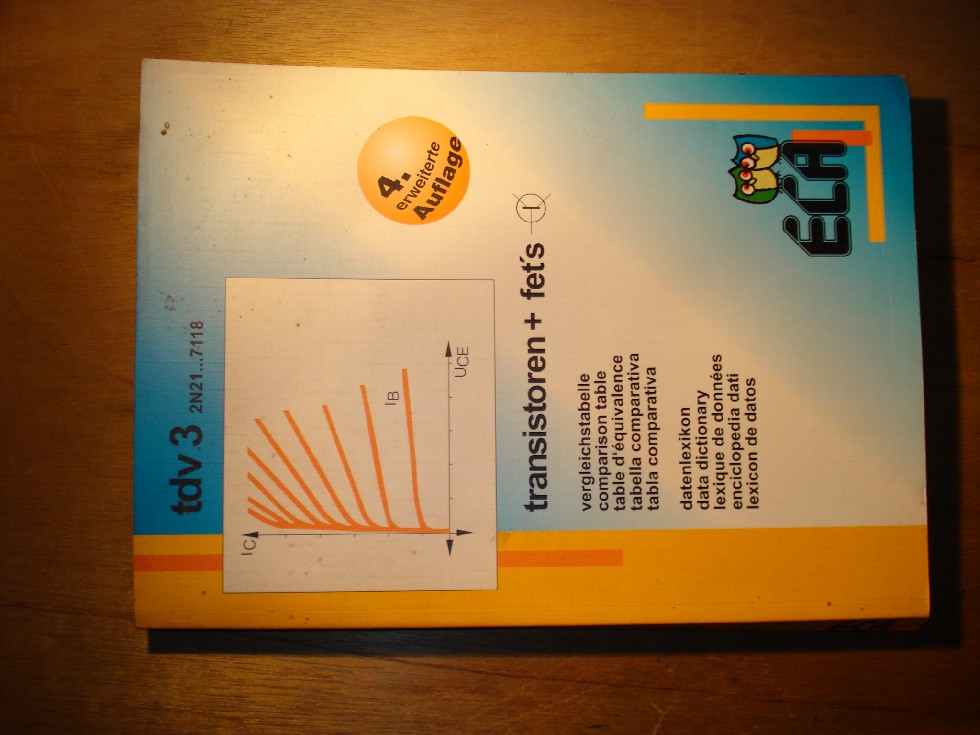 tdv 3 2N21...7118
4.
erweiterte
Auflage
IC
IB
UCE
transistoren + fet's
vergleichstabelle
comparison table
table d'équivalence
tabella comparativa
tabla comparativa
datenlexikon
data dictionary
lexique de données
enciclopedia dati
lexicon de datos
ECA